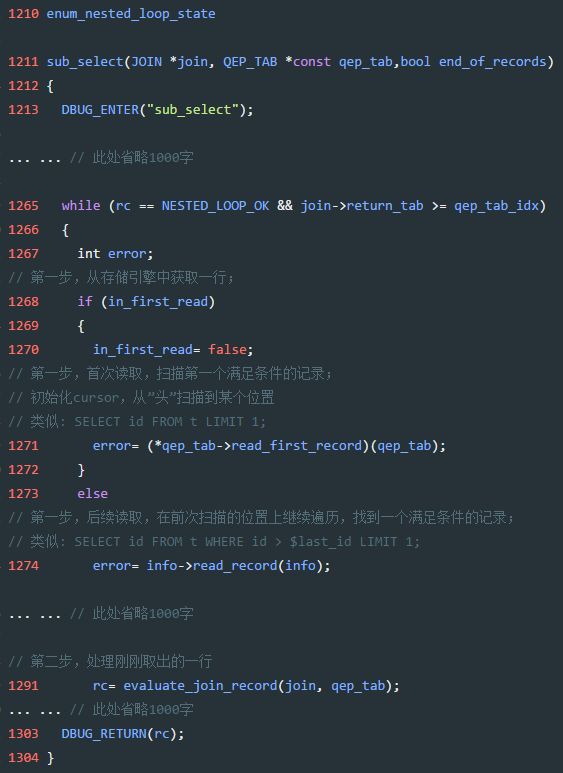 1210 enum_nested_loop_state
1211 sub_select(JOIN *join, QEP_TAB *const qep_tab,bool end_of_records)
1212 {
1213   DBUG_ENTER("sub_select");
... ... // 此处省略1000字
1265   while (rc == NESTED_LOOP_OK && join->return_tab >= qep_tab_idx)
1266   {
1267     int error;
// 第一步，从存储引擎中获取一行；
1268     if (in_first_read)
1269     {
1270       in_first_read= false;
// 第一步，首次读取，扫描第一个满足条件的记录；
// 初始化cursor，从”头”扫描到某个位置
// 类似: SELECT id FROM t LIMIT 1;
1271       error= (*qep_tab->read_first_record)(qep_tab);
1272     }
1273     else
// 第一步，后续读取，在前次扫描的位置上继续遍历，找到一个满足条件的记录；
// 类似: SELECT id FROM t WHERE id > $last_id LIMIT 1;
1274       error= info->read_record(info);
... ... // 此处省略1000字
// 第二步，处理刚刚取出的一行
1291       rc= evaluate_join_record(join, qep_tab);
... ... // 此处省略1000字
1303   DBUG_RETURN(rc);
1304 }